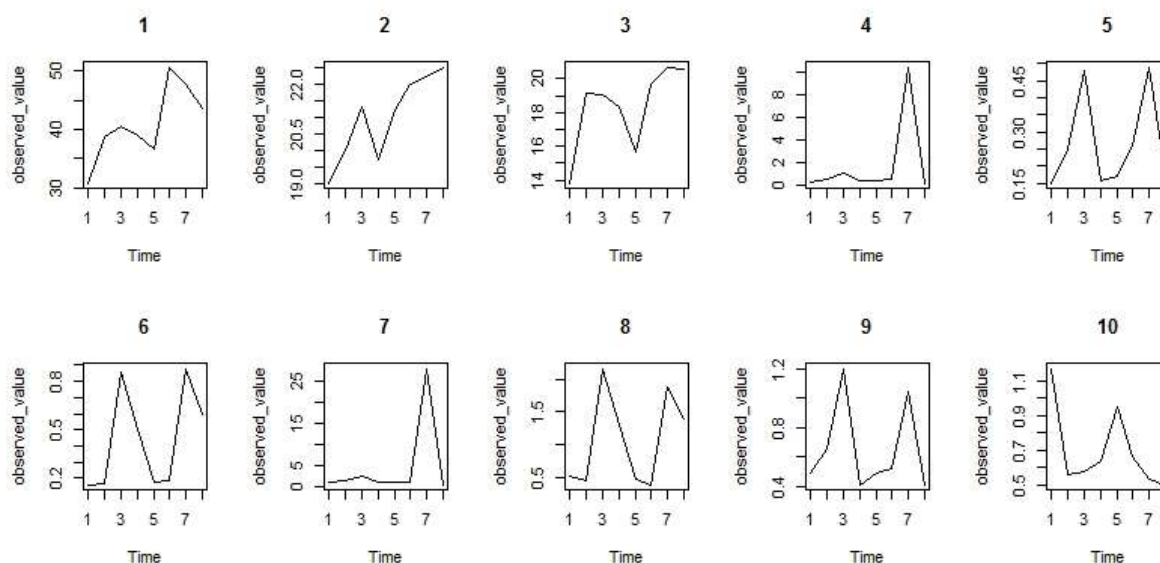 1 2 3 4 5
observed_value 30 40 50 1 3 5 7 Time
observed_value 19.0 20.5 22.0 1 3 5 7 Time
observed_value 14 16 18 20 1 3 5 7 Time
observed_value 0 2 4 6 8 1 3 5 7 Time
observed_value 0.15 0.30 0.45 1 3 5 7 Time
6 7 8 9 10
observed_value 0.2 0.5 0.8 1 3 5 7 Time
observed_value 0 5 15 25 1 3 5 7 Time
observed_value 0.5 1.5 1 3 5 7 Time
observed_value 0.4 0.8 1.2 1 3 5 7 Time
observed_value 0.5 0.7 0.9 1.1 1 3 5 7 Time